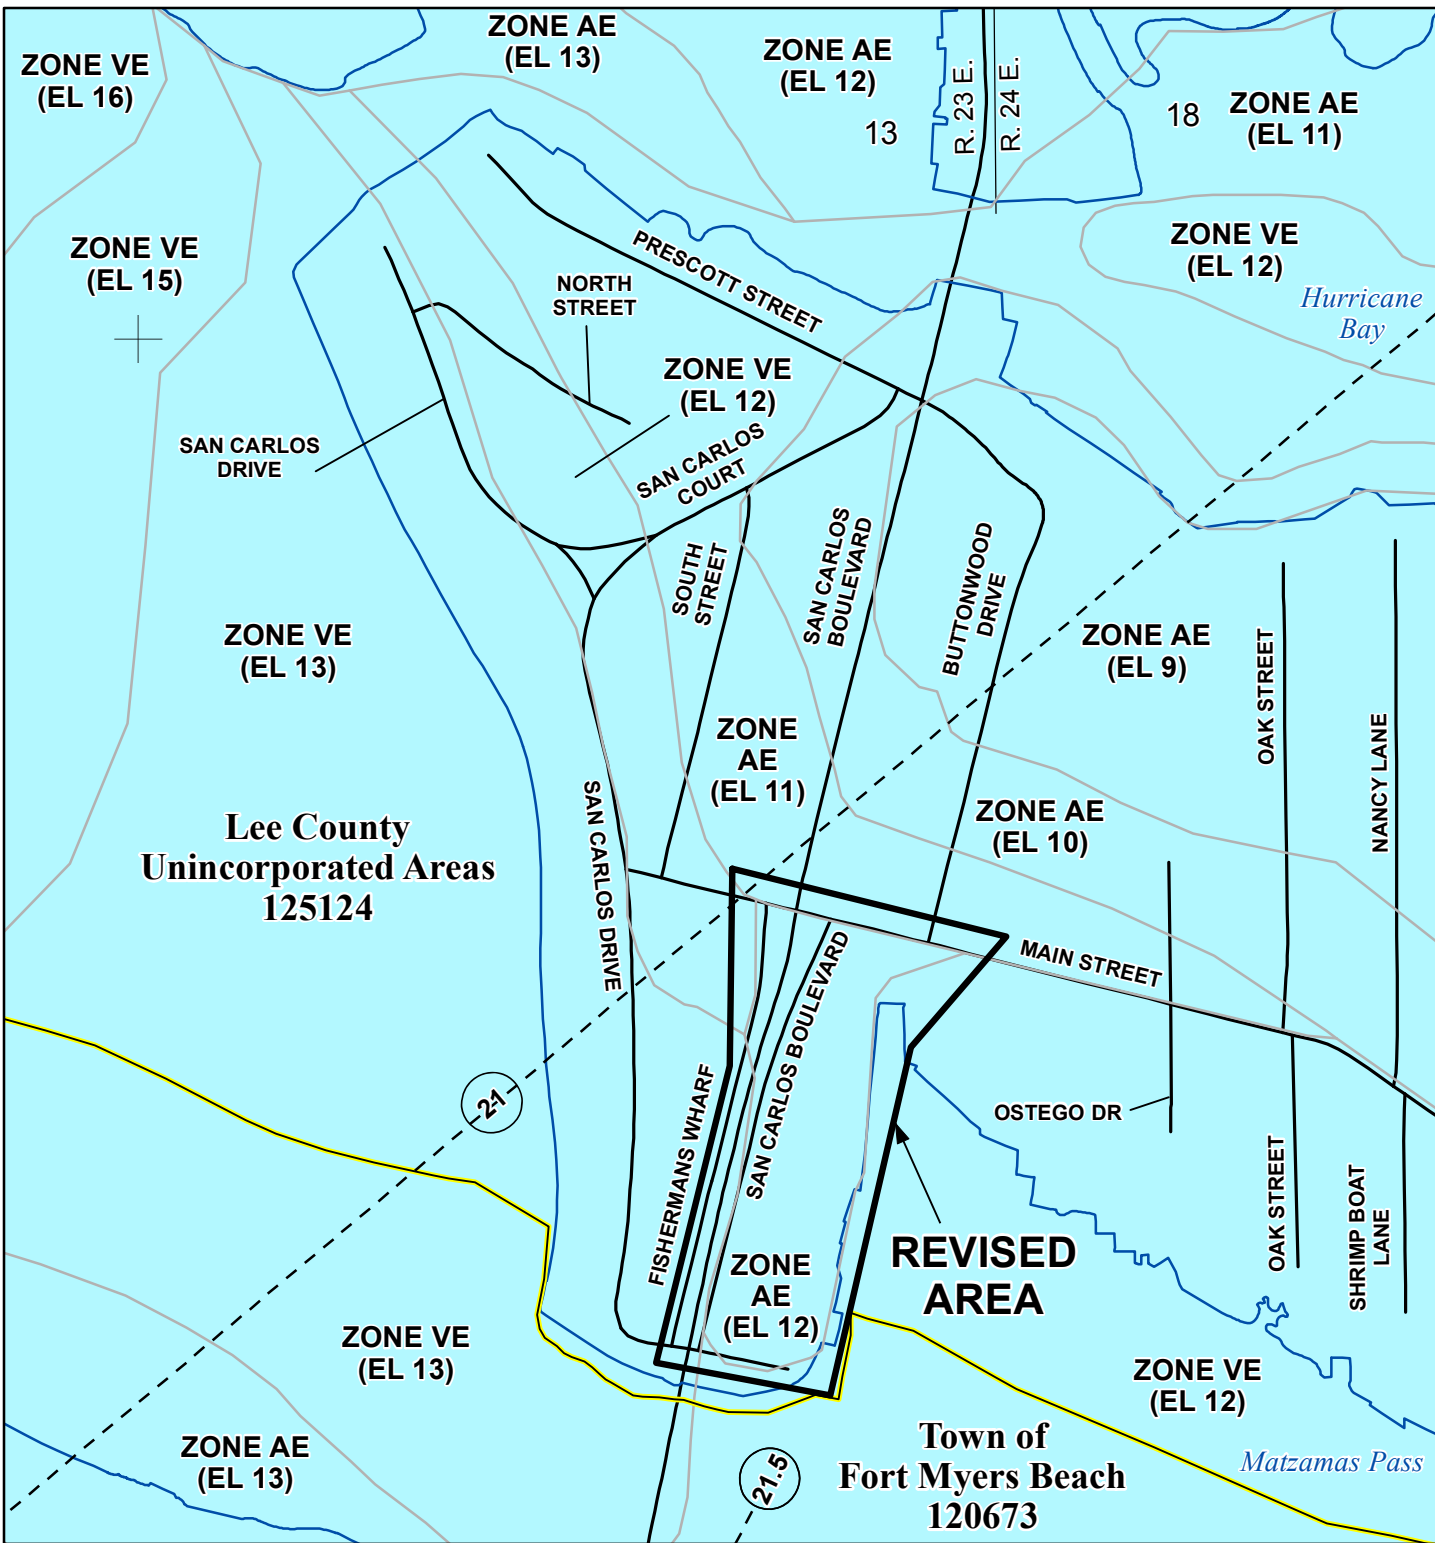 ZONE VE
(EL 16)
ZONE AE
(EL 13)
ZONE AE
(EL 12)
13
R. 23 E.
R. 24 E.
18
ZONE AE
(EL 11)
ZONE VE
(EL 15)
NORTH
STREET
PRESCOTT STREET
ZONE VE
(EL 12)
Hurricane
Bay
ZONE VE
(EL 12)
SAN CARLOS
DRIVE
SAN CARLOS
COURT
SOUTH
STREET
SAN CARLOS
BOULEVARD
BUTTONWOOD
DRIVE
ZONE VE
(EL 13)
ZONE AE
(EL 9)
OAK STREET
NANCY LANE
ZONE
AE
(EL 11)
SAN CARLOS DRIVE
ZONE AE
(EL 10)
Lee County
Unincorporated Areas
125124
MAIN STREET
SAN CARLOS BOULEVARD
FISHERMANS WHARF
21
OSTEGO DR
OAK STREET
SHRIMP BOAT
LANE
REVISED
AREA
ZONE
AE
(EL 12)
ZONE VE
(EL 13)
ZONE VE
(EL 12)
ZONE AE
(EL 13)
21.5
Town of
Fort Myers Beach
120673
Matzamas Pass